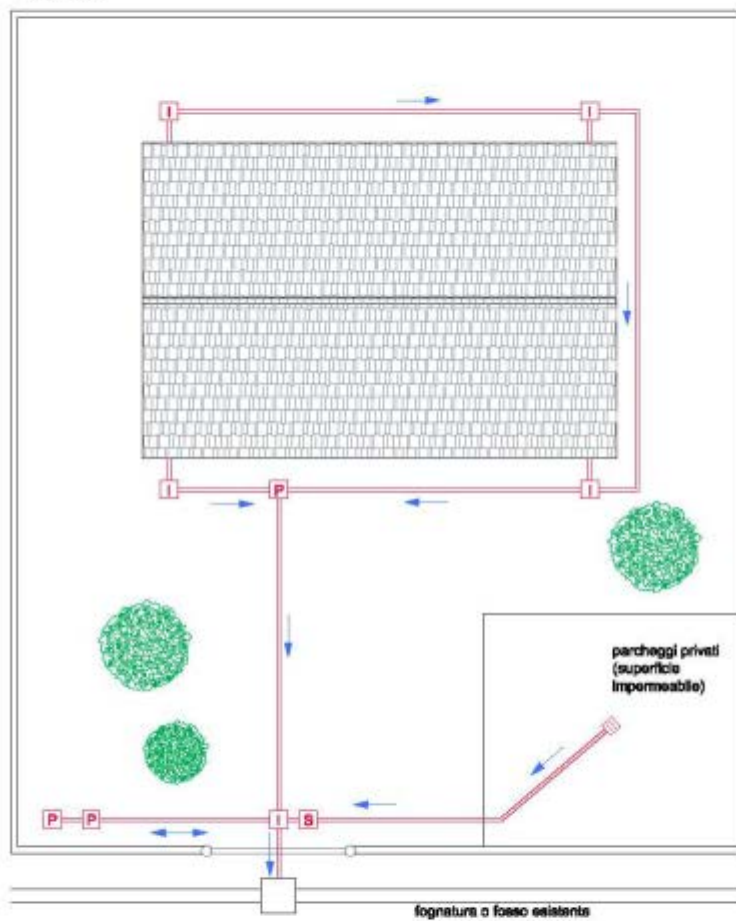 I I
I P I
parcheggi privati
(superficie
impermeabile)
P P I S
fognatura o fosso esistente